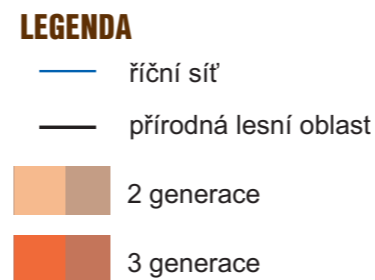 LEGENDA
říční síť
přírodná lesní oblast
2 generace
3 generace